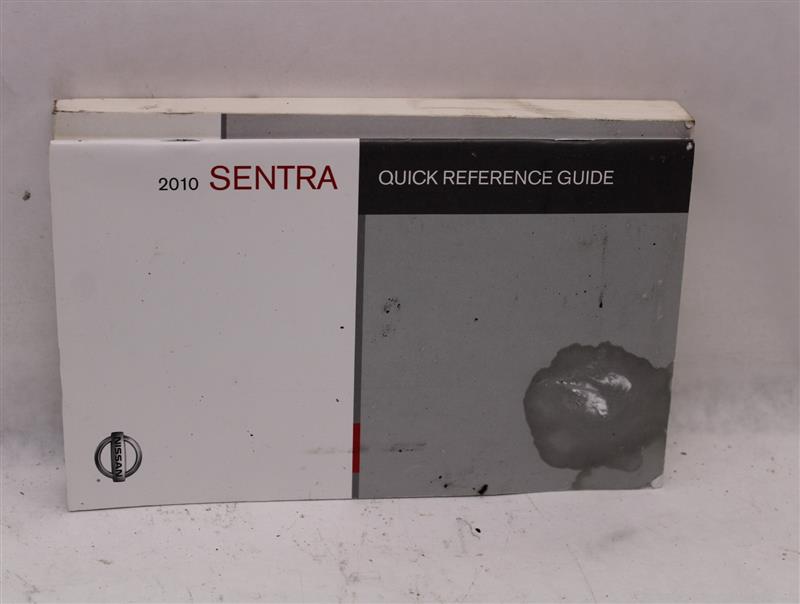 2010 SENTRA
QUICK REFERENCE GUIDE
NISSAN